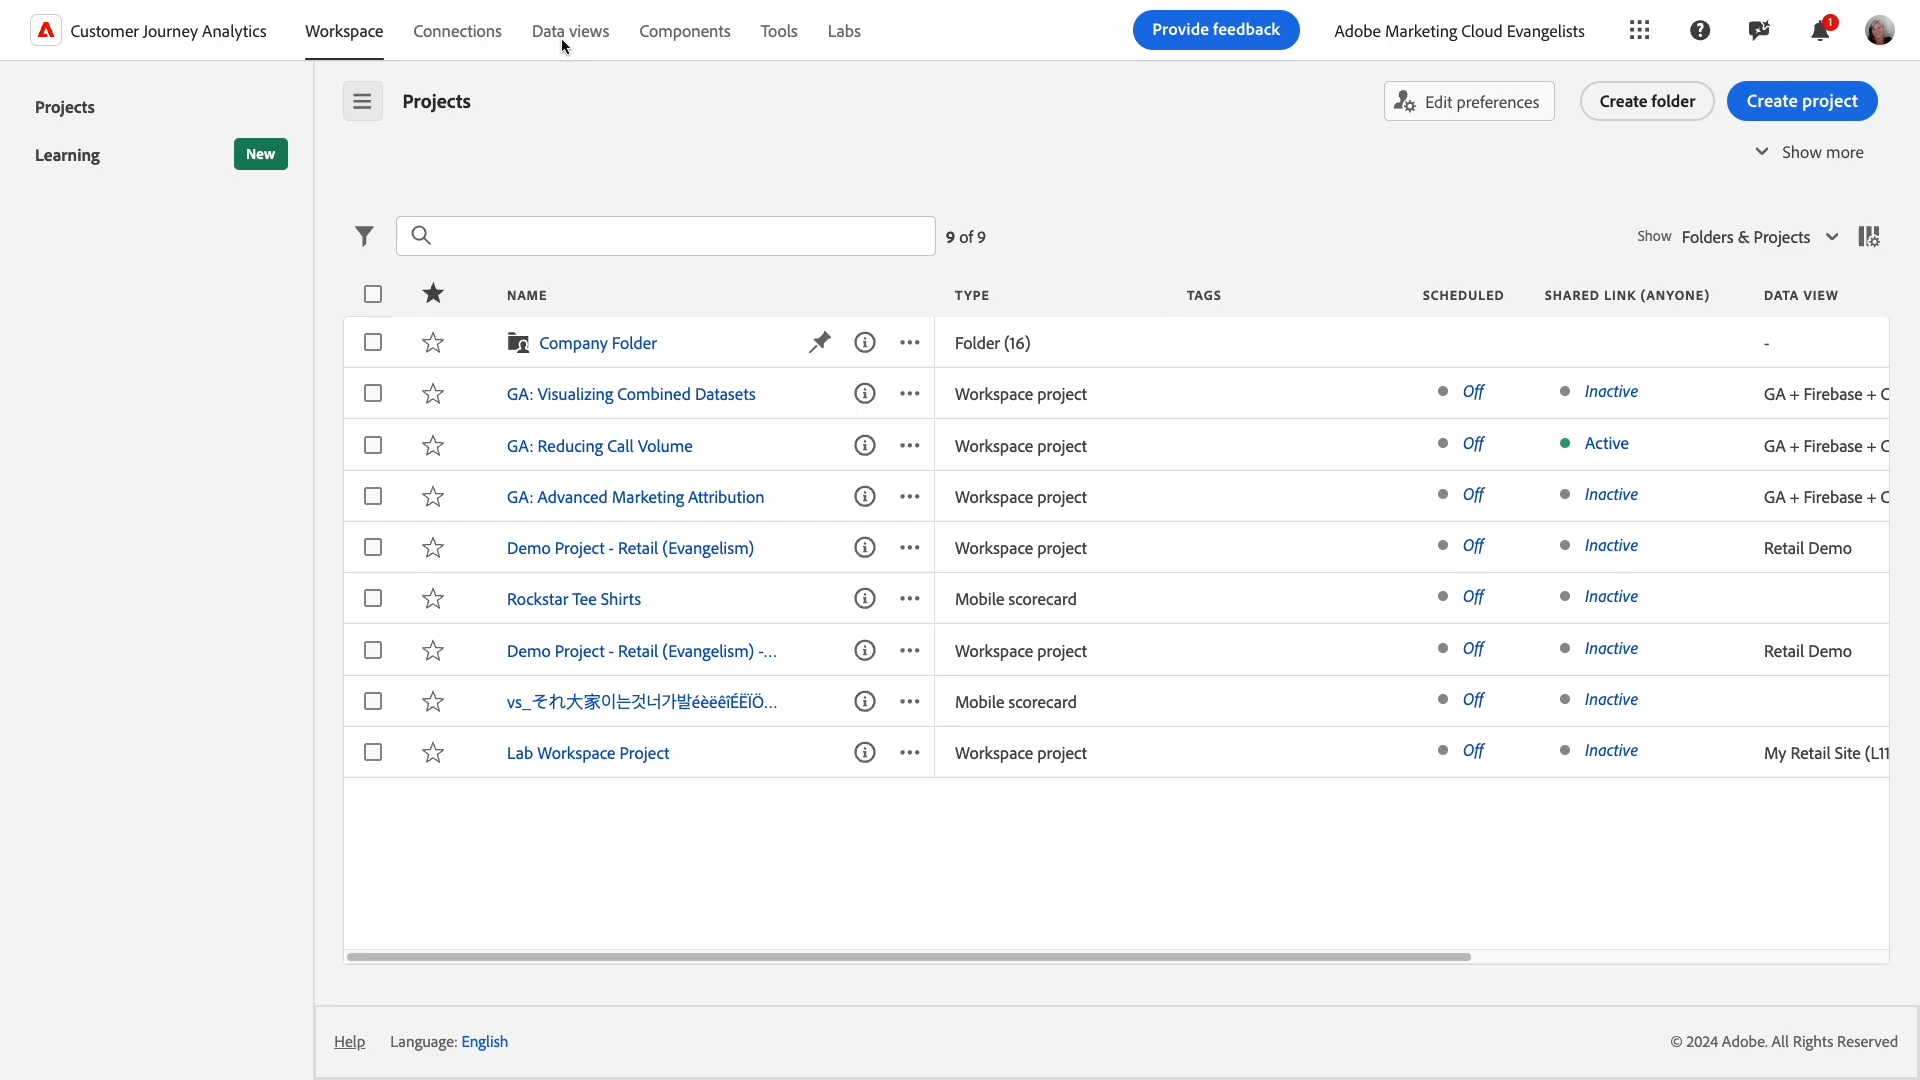 Customer Journey Analytics Workspace Connections Data views Components Tools Labs Provide feedback Adobe Marketing Cloud Evangelists 1
Projects
Learning New
Projects Edit preferences Create folder Create project
Show more
9 of 9 Show Folders & Projects
NAME TYPE TAGS SCHEDULED SHARED LINK (ANYONE) DATA VIEW
Company Folder Folder (16) -
GA: Visualizing Combined Datasets Workspace project Off Inactive GA + Firebase + C
GA: Reducing Call Volume Workspace project Off Active GA + Firebase + C
GA: Advanced Marketing Attribution Workspace project Off Inactive GA + Firebase + C
Demo Project - Retail (Evangelism) Workspace project Off Inactive Retail Demo
Rockstar Tee Shirts Mobile scorecard Off Inactive
Demo Project - Retail (Evangelism) -... Workspace project Off Inactive Retail Demo
vs_それ大家이는것너가발éèëêîÉËÏÖ... Mobile scorecard Off Inactive
Lab Workspace Project Workspace project Off Inactive My Retail Site (L11
Help Language: English © 2024 Adobe. All Rights Reserved